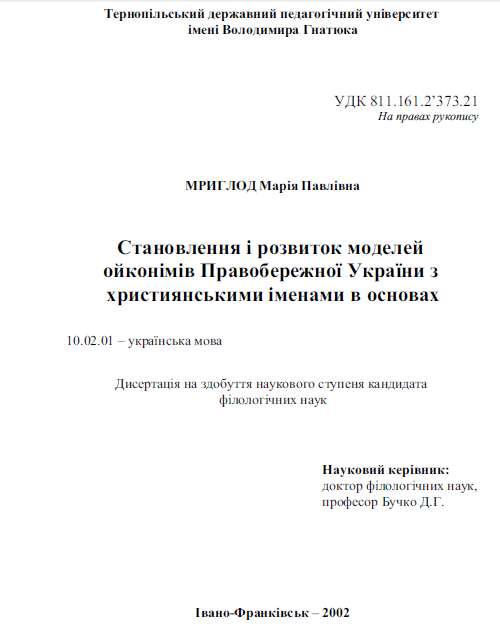 Тернопільський державний педагогічний університет
імені Володимира Гнатюка
УДК 811.161.2’373.21
На правах рукопису
МРИГЛОД Марія Павлівна
Становлення і розвиток моделей
ойконімів Правобережної України з
християнськими іменами в основах
10.02.01 – українська мова
Дисертація на здобуття наукового ступеня кандидата
філологічних наук
Науковий керівник:
доктор філологічних наук,
професор Бучко Д.Г.
Івано-Франківськ – 2002